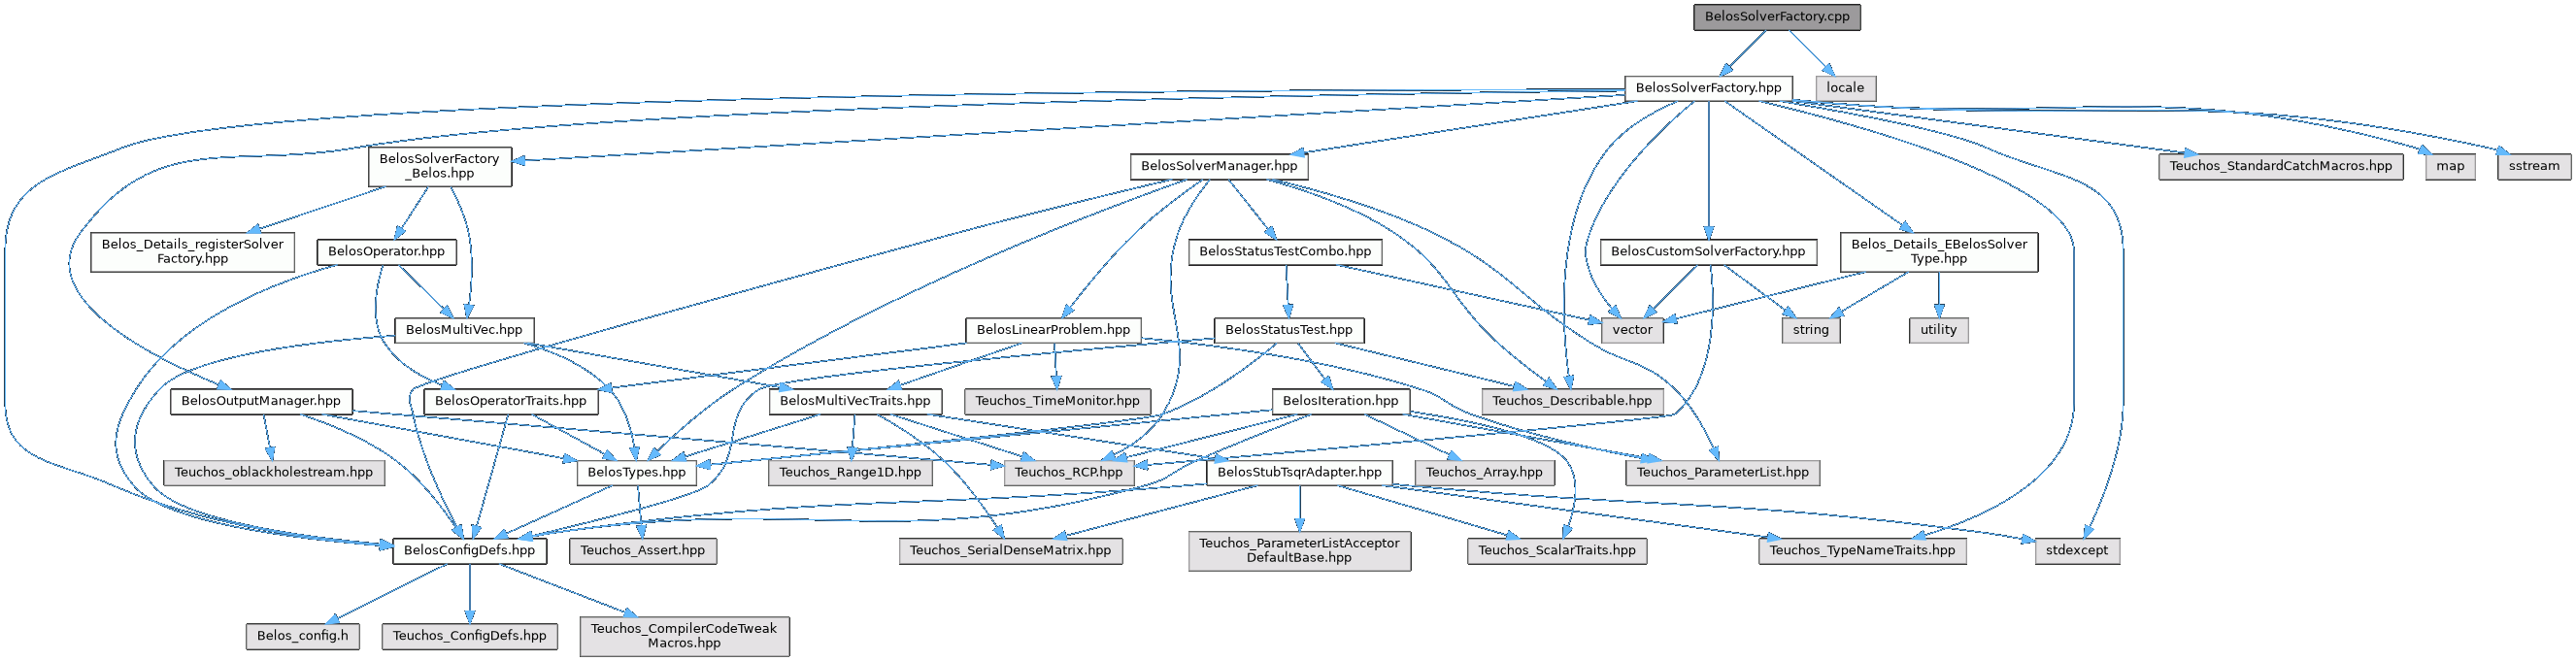 BelosSolverFactory.cpp
BelosSolverFactory.hpp
locale
BelosSolverFactory
_Belos.hpp
BelosSolverManager.hpp
Teuchos_StandardCatchMacros.hpp
map
sstream
Belos_Details_registerSolver
Factory.hpp
BelosOperator.hpp
BelosStatusTestCombo.hpp
BelosCustomSolverFactory.hpp
Belos_Details_EBelosSolver
Type.hpp
BelosMultiVec.hpp
BelosLinearProblem.hpp
BelosStatusTest.hpp
vector
string
utility
BelosOutputManager.hpp
BelosOperatorTraits.hpp
BelosMultiVecTraits.hpp
Teuchos_TimeMonitor.hpp
BelosIteration.hpp
Teuchos_Describable.hpp
Teuchos_oblackholestream.hpp
BelosTypes.hpp
Teuchos_Range1D.hpp
Teuchos_RCP.hpp
BelosStubTsqrAdapter.hpp
Teuchos_Array.hpp
Teuchos_ParameterList.hpp
BelosConfigDefs.hpp
Teuchos_Assert.hpp
Teuchos_SerialDenseMatrix.hpp
Teuchos_ParameterListAcceptor
DefaultBase.hpp
Teuchos_ScalarTraits.hpp
Teuchos_TypeNameTraits.hpp
stdexcept
Belos_config.h
Teuchos_ConfigDefs.hpp
Teuchos_CompilerCodeTweak
Macros.hpp